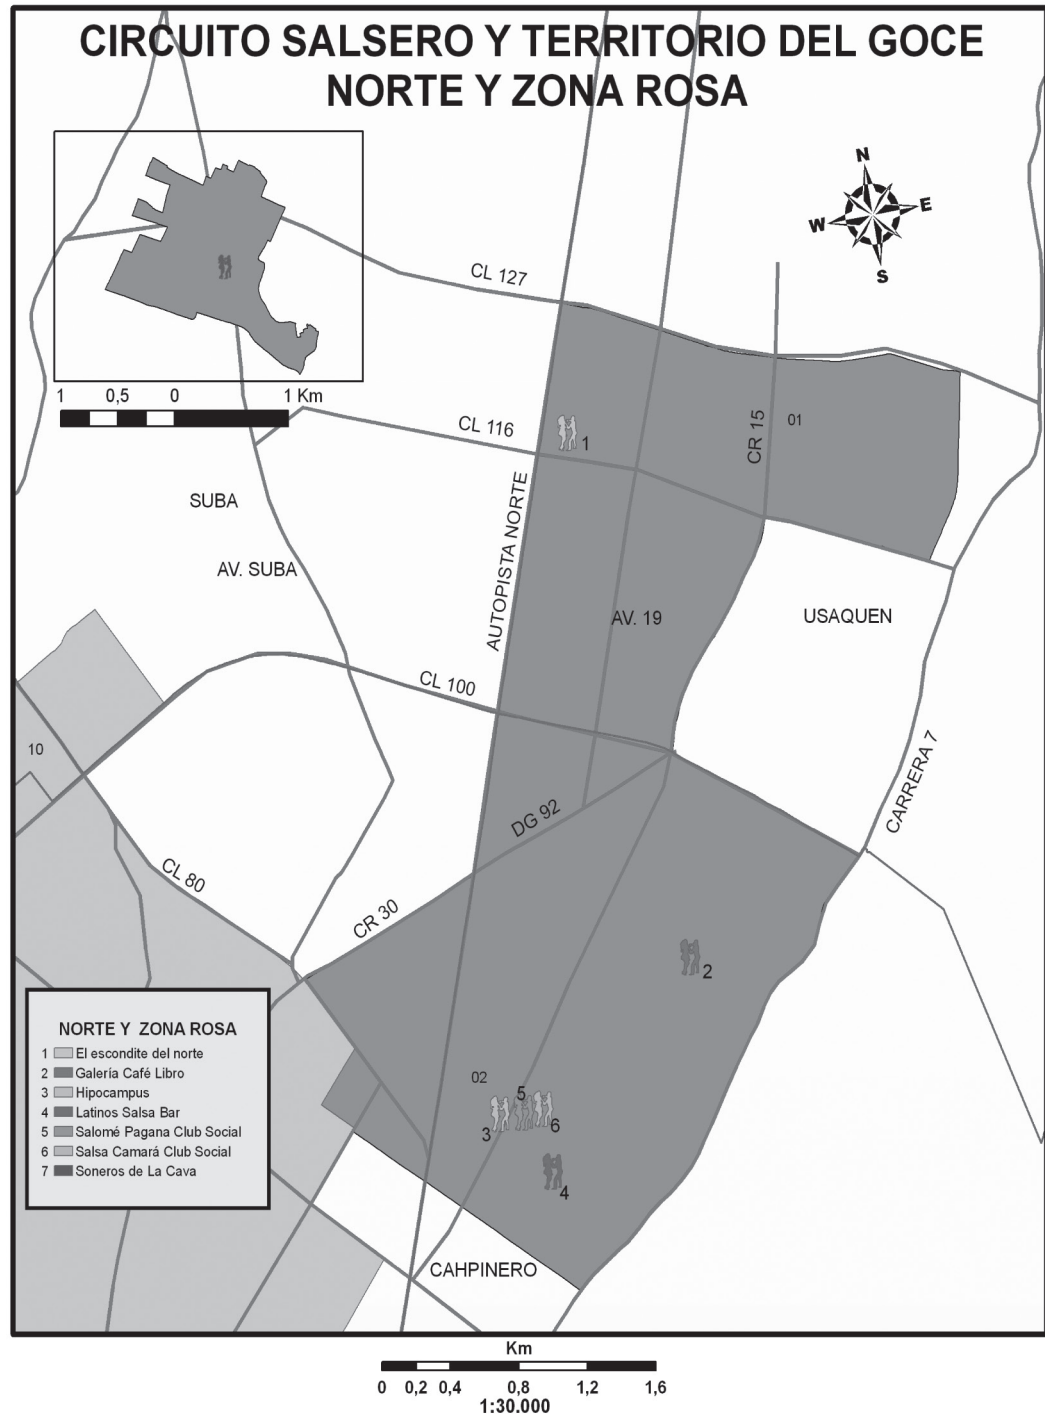 CIRCUITO SALSERO Y TERRITORIO DEL GOCE
NORTE Y ZONA ROSA
N
W E
S
1 0,5 0 1 Km
CL 127
CL 116
1
CR 15
01
SUBA
AV. SUBA
AUTOPISTA NORTE
AV. 19
USAQUEN
CL 100
10
CARRERA 7
DG 92
CL 80
CR 30
2
02
5
3
6
4
CAHPINERO
NORTE Y ZONA ROSA
1 El escondite del norte
2 Galería Café Libro
3 Hipocampus
4 Latinos Salsa Bar
5 Salomé Pagana Club Social
6 Salsa Camará Club Social
7 Soneros de La Cava
Km
0 0,2 0,4 0,8 1,2 1,6
1:30.000